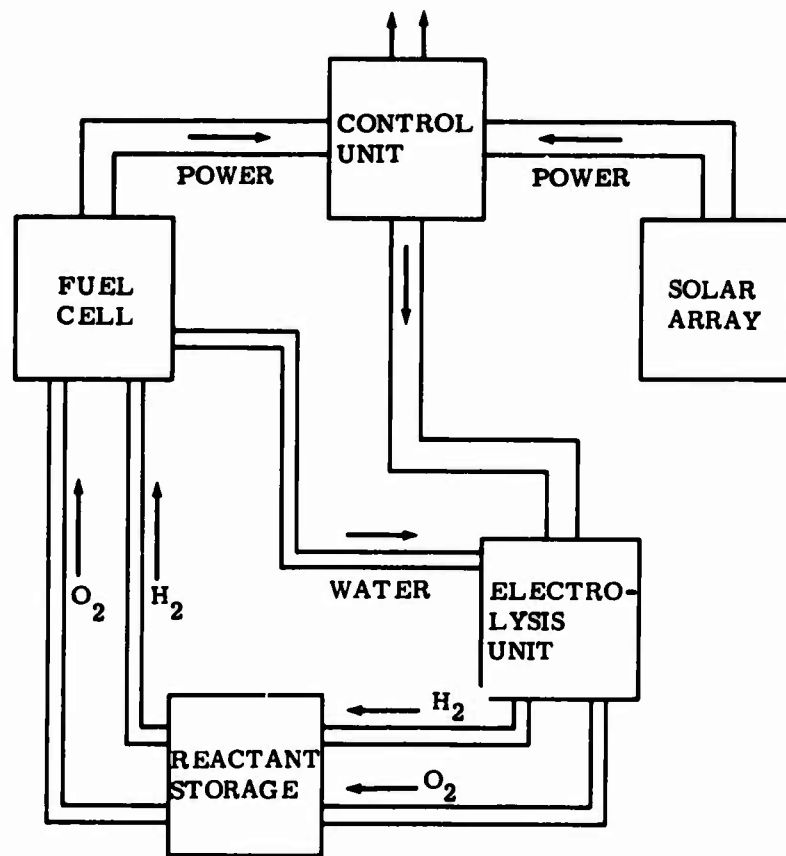 CONTROL
UNIT
POWER
POWER
FUEL
CELL
SOLAR
ARRAY
O₂
H₂
WATER
ELECTRO-
LYSIS
UNIT
H₂
REACTANT
STORAGE
O₂